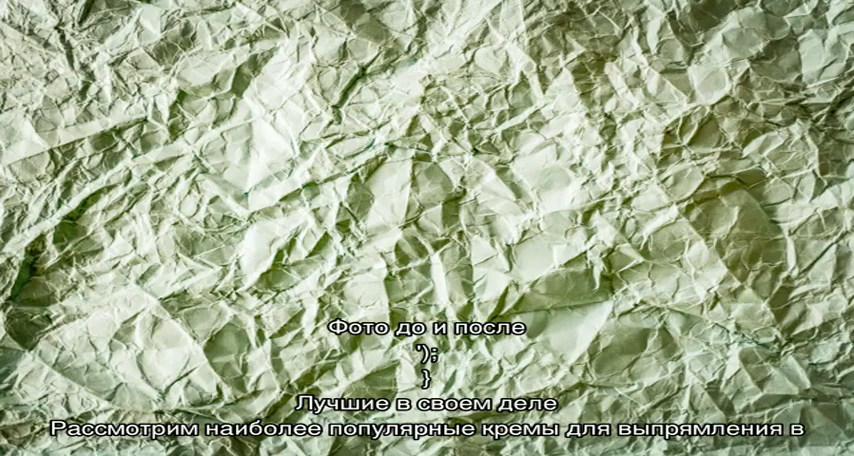 Фото до и после
');
}
Лучшие в своем деле
Рассмотрим наиболее популярные кремы для выпрямления в